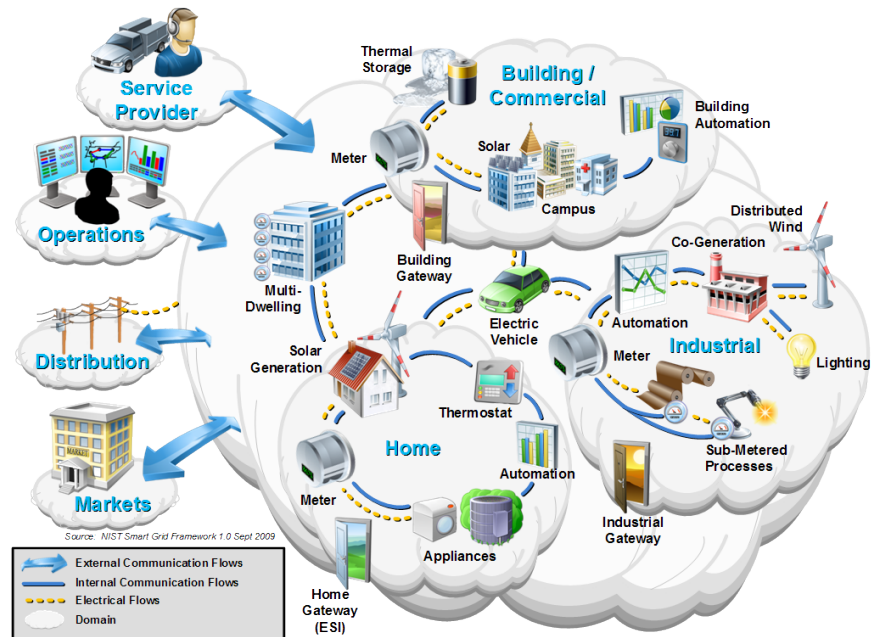 Service
Provider
Operations
Distribution
MARKET
Markets
Thermal
Storage
Building /
Commercial
Building
Automation
Meter
Solar
Campus
Building
Gateway
Multi-
Dwelling
Distributed
Wind
Co-Generation
Electric
Vehicle
Automation
Meter
Industrial
Lighting
Solar
Generation
Thermostat
Home
Automation
Meter
Appliances
Sub-Metered
Processes
Industrial
Gateway
Home
Gateway
(ESI)
Source: NIST Smart Grid Framework 1.0 Sept 2009
External Communication Flows
Internal Communication Flows
Electrical Flows
Domain